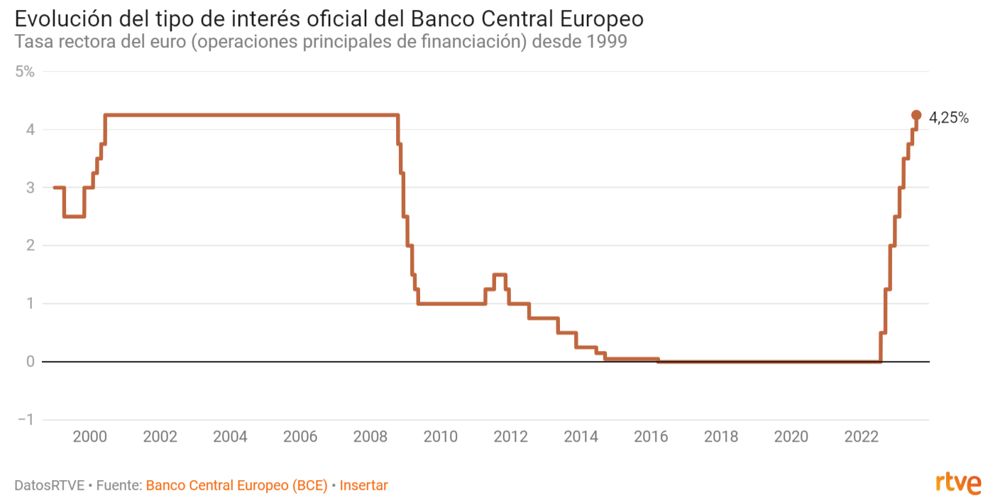 Evolución del tipo de interés oficial del Banco Central Europeo
Tasa rectora del euro (operaciones principales de financiación) desde 1999
5%
4
3
2
1
0
−1
4,25%
2000 2002 2004 2006 2008 2010 2012 2014 2016 2018 2020 2022
DatosRTVE • Fuente: Banco Central Europeo (BCE) • Insertar
rtve